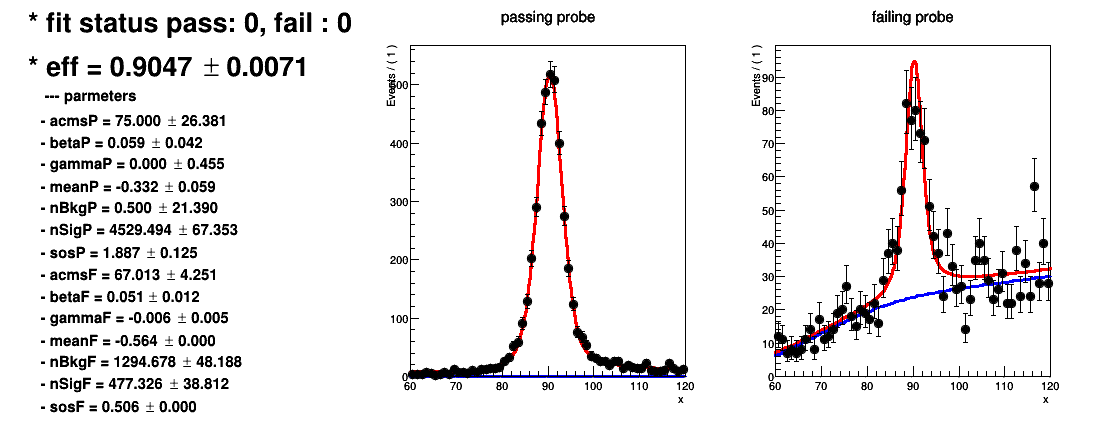 * fit status pass: 0, fail : 0
* eff = 0.9047 ± 0.0071
--- parmeters
- acmsP = 75.000 ± 26.381
- betaP = 0.059 ± 0.042
- gammaP = 0.000 ± 0.455
- meanP = -0.332 ± 0.059
- nBkgP = 0.500 ± 21.390
- nSigP = 4529.494 ± 67.353
- sosP = 1.887 ± 0.125
- acmsF = 67.013 ± 4.251
- betaF = 0.051 ± 0.012
- gammaF = -0.006 ± 0.005
- meanF = -0.564 ± 0.000
- nBkgF = 1294.678 ± 48.188
- nSigF = 477.326 ± 38.812
- sosF = 0.506 ± 0.000
passing probe
Events / ( 1 )
500
400
300
200
100
0
60 70 80 90 100 110 120
x
failing probe
Events / ( 1 )
90
80
70
60
50
40
30
20
10
0
60 70 80 90 100 110 120
x